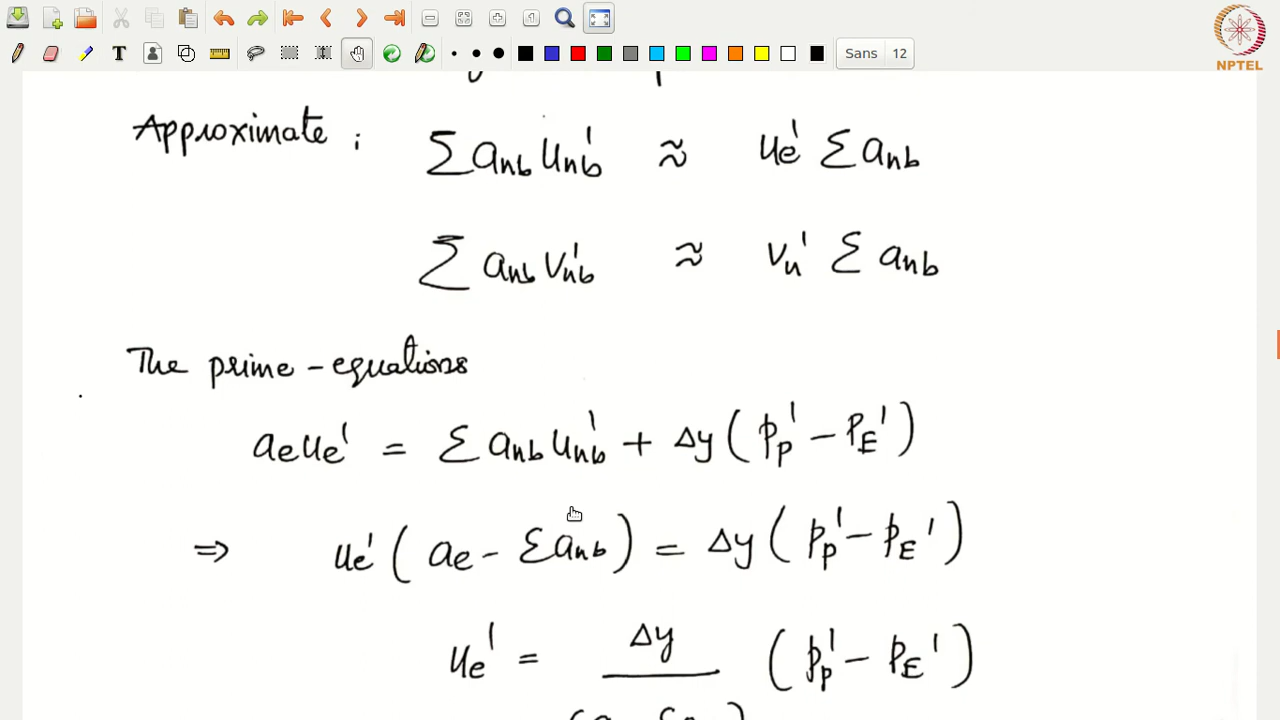 Sans 12
NPTEL
Approximate : Σ anb unb' ≈ ue' Σ anb
Σ anb vnb' ≈ vn' Σ anb
The prime-equations
ae ue' = Σ anb unb' + Δy ( pP' - pE' )
⇒ ue' ( ae - Σ anb ) = Δy ( pP' - pE' )
ue' = Δy ( pP' - pE' )